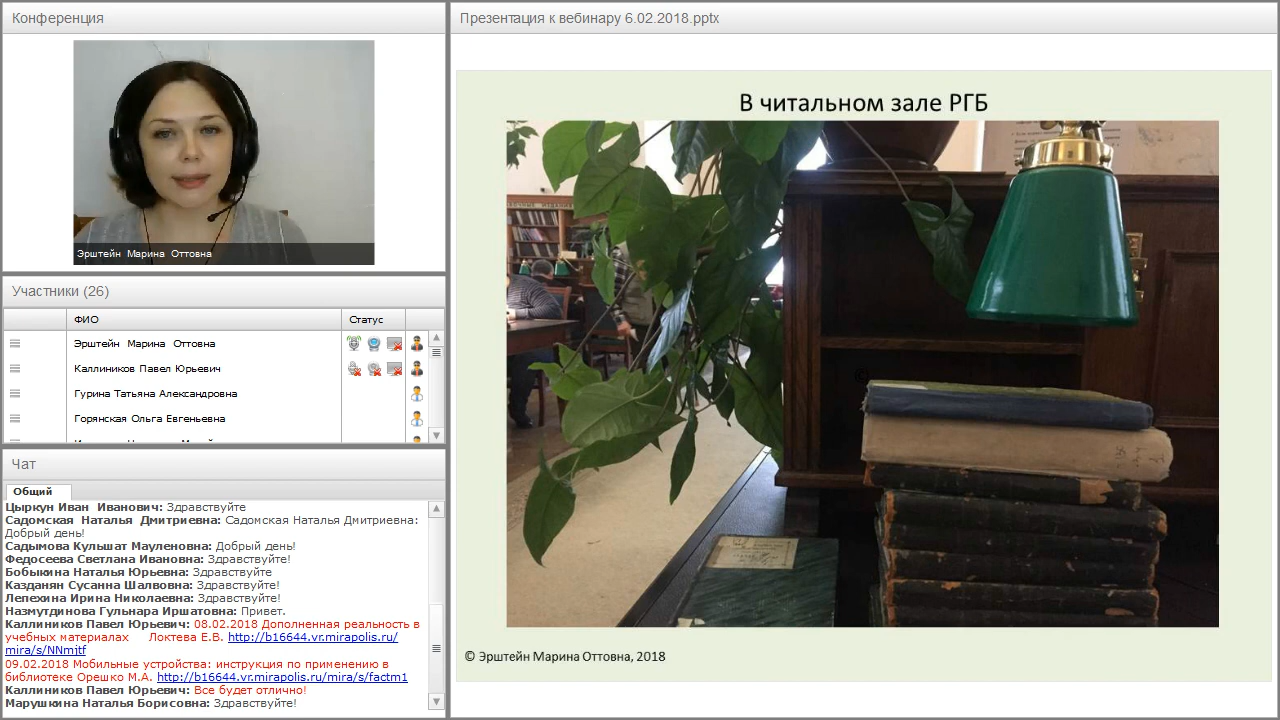 Конференция
Эрштейн Марина Оттовна
Участники (26)
ФИО
Статус
Эрштейн Марина Оттовна
Каллиников Павел Юрьевич
Гурина Татьяна Александровна
Горянская Ольга Евгеньевна
Чат
Общий
Цыркун Иван Иванович: Здравствуйте
Садомская Наталья Дмитриевна: Садомская Наталья Дмитриевна:
Добрый день!
Садымова Кульшат Мауленовна: Добрый день!
Федосеева Светлана Ивановна: Здравствуйте!
Бобыкина Наталья Юрьевна: Здравствуйте
Казданян Сусанна Шалвовна: Здравствуйте!
Лепехина Ирина Николаевна: Здравствуйте!
Назмутдинова Гульнара Иршатовна: Привет.
Каллиников Павел Юрьевич: 08.02.2018 Дополненная реальность в
учебных материалах Локтева Е.В. http://b16644.vr.mirapolis.ru/
mira/s/NNmjtf
09.02.2018 Мобильные устройства: инструкция по применению в
библиотеке Орешко М.А. http://b16644.vr.mirapolis.ru/mira/s/factm1
Каллиников Павел Юрьевич: Все будет отлично!
Марушкина Наталья Борисовна: Здравствуйте!
Презентация к вебинару 6.02.2018.pptx
В читальном зале РГБ
© Эрштейн Марина Оттовна, 2018